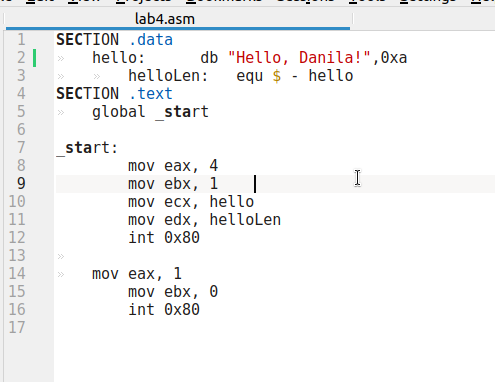 lab4.asm
1 SECTION .data
2 » hello: db "Hello, Danila!",0xa
3 » » helloLen: equ $ - hello
4 SECTION .text
5 » global _start
6
7 _start:
8 mov eax, 4
9 mov ebx, 1
10 mov ecx, hello
11 mov edx, helloLen
12 int 0x80
13 »
14 » mov eax, 1
15 mov ebx, 0
16 int 0x80
17